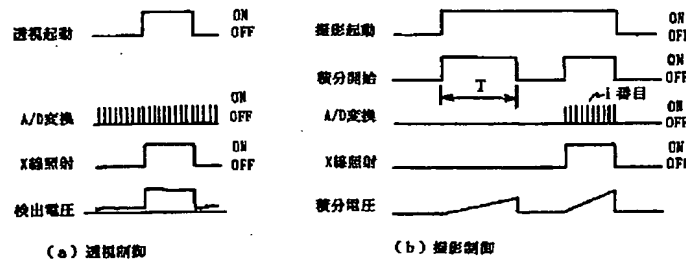 透視起動
ON
OFF
A/D変換
ON
OFF
X線照射
ON
OFF
検出電圧
(a) 透視制御
撮影起動
ON
OFF
積分開始
ON
OFF
T
i 番目
A/D変換
ON
OFF
X線照射
ON
OFF
積分電圧
(b) 撮影制御